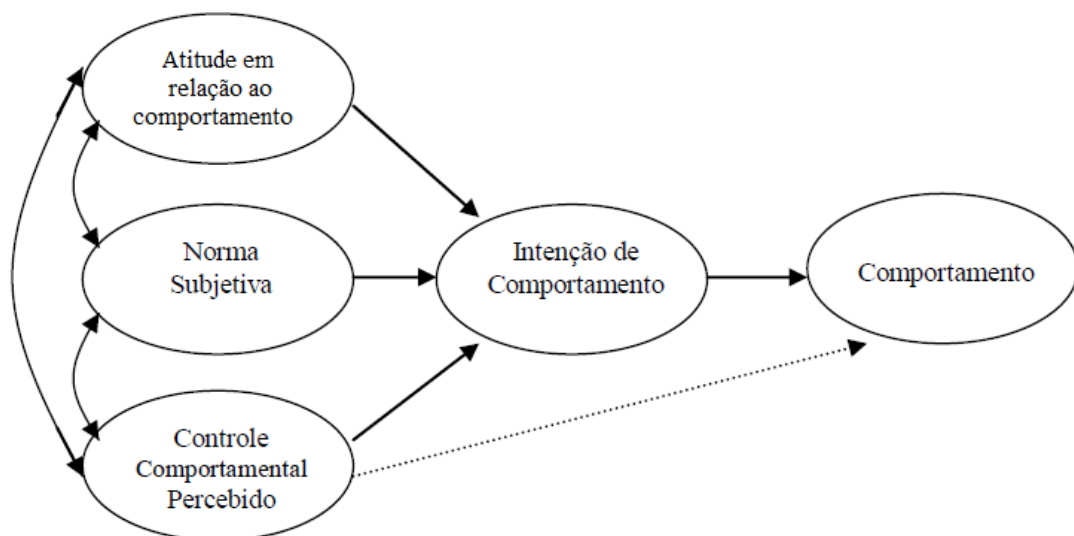 Atitude em
relação ao
comportamento
Norma
Subjetiva
Intenção de
Comportamento
Comportamento
Controle
Comportamental
Percebido